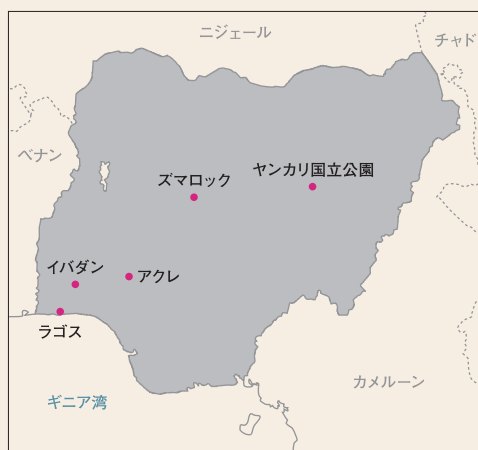 ニジェール
チャド
ベナン
ズマロック
ヤンカリ国立公園
イバダン
アクレ
ラゴス
カメルーン
ギニア湾